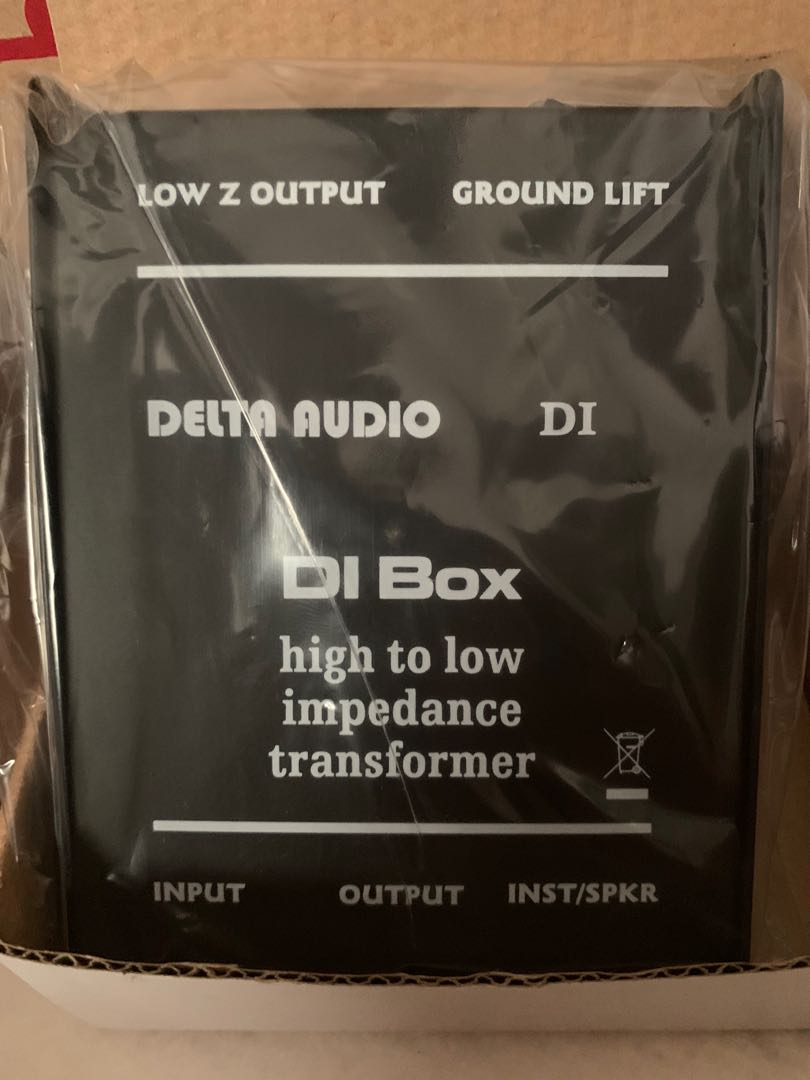 LOW Z OUTPUT GROUND LIFT
DELTA AUDIO DI
DI Box
high to low
impedance
transformer
INPUT OUTPUT INST/SPKR